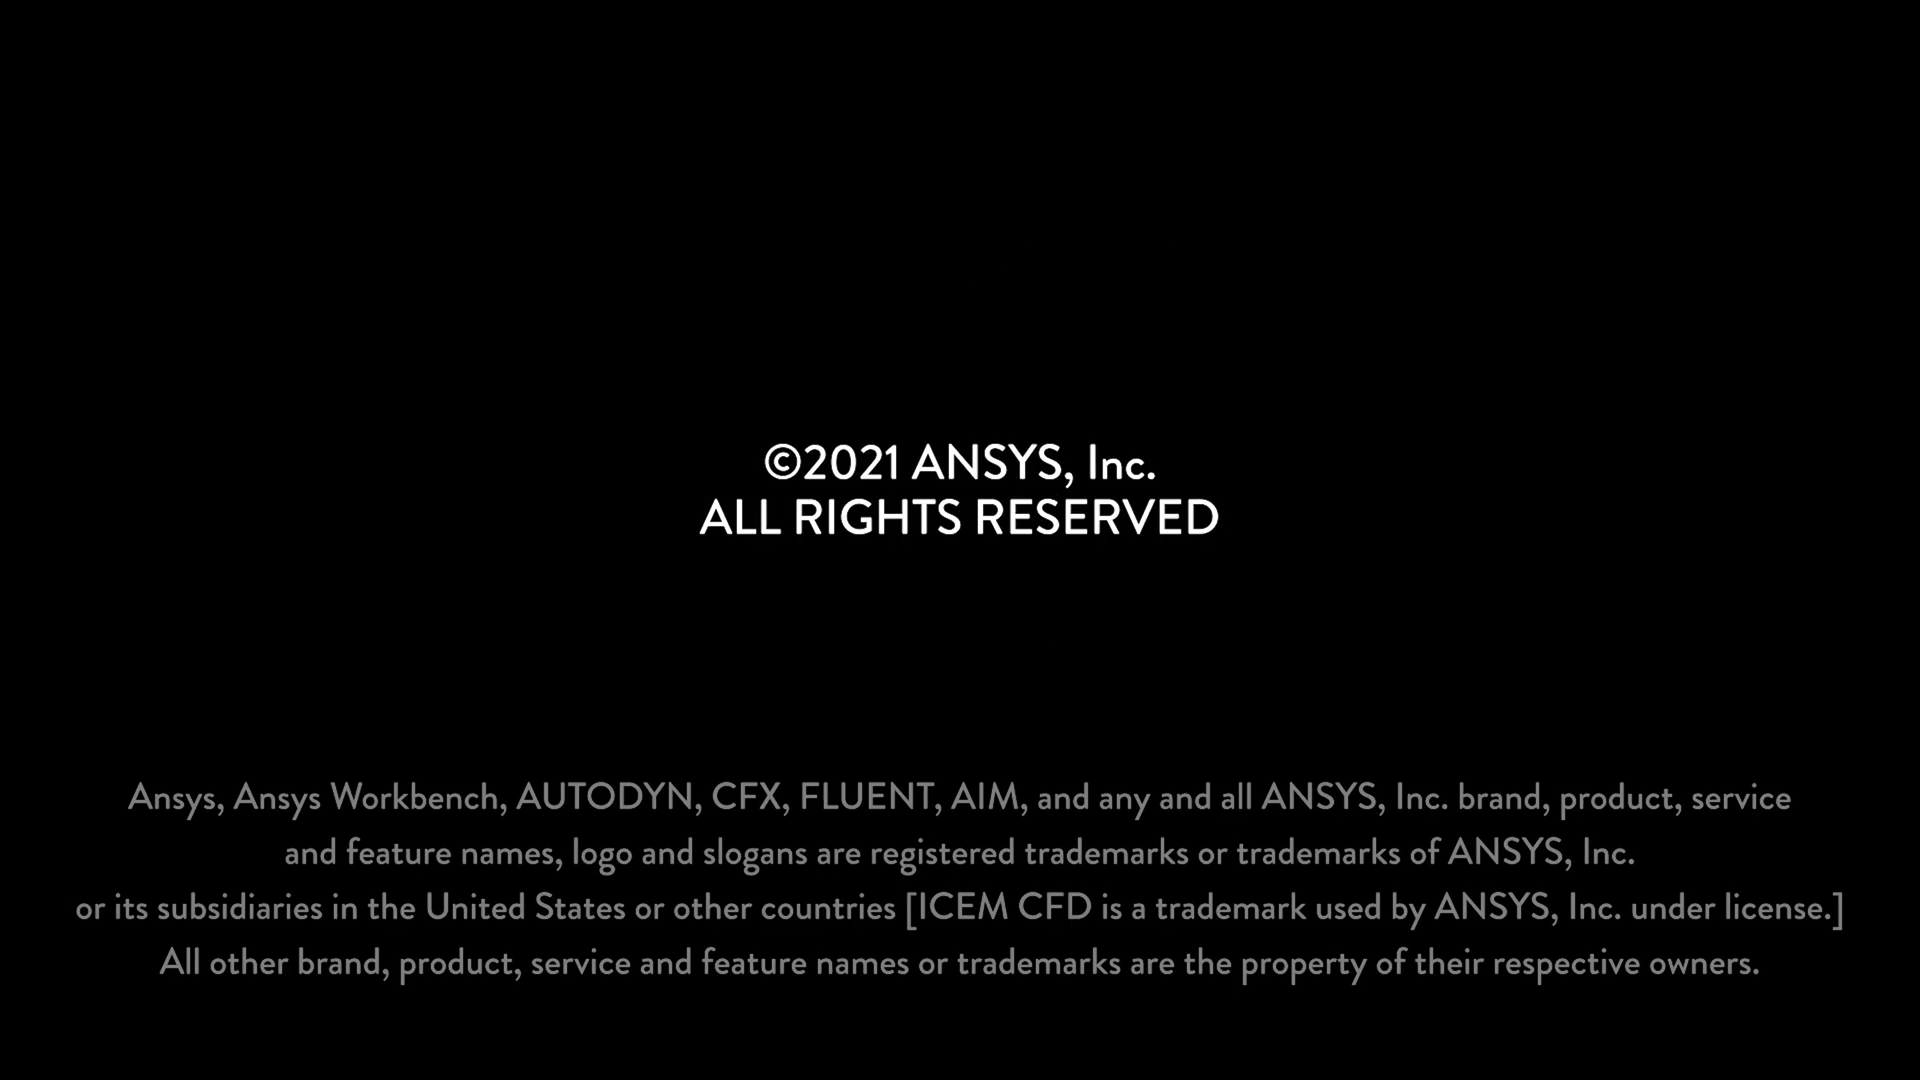 ©2021 ANSYS, Inc.
ALL RIGHTS RESERVED
Ansys, Ansys Workbench, AUTODYN, CFX, FLUENT, AIM, and any and all ANSYS, Inc. brand, product, service
and feature names, logo and slogans are registered trademarks or trademarks of ANSYS, Inc.
or its subsidiaries in the United States or other countries [ICEM CFD is a trademark used by ANSYS, Inc. under license.]
All other brand, product, service and feature names or trademarks are the property of their respective owners.